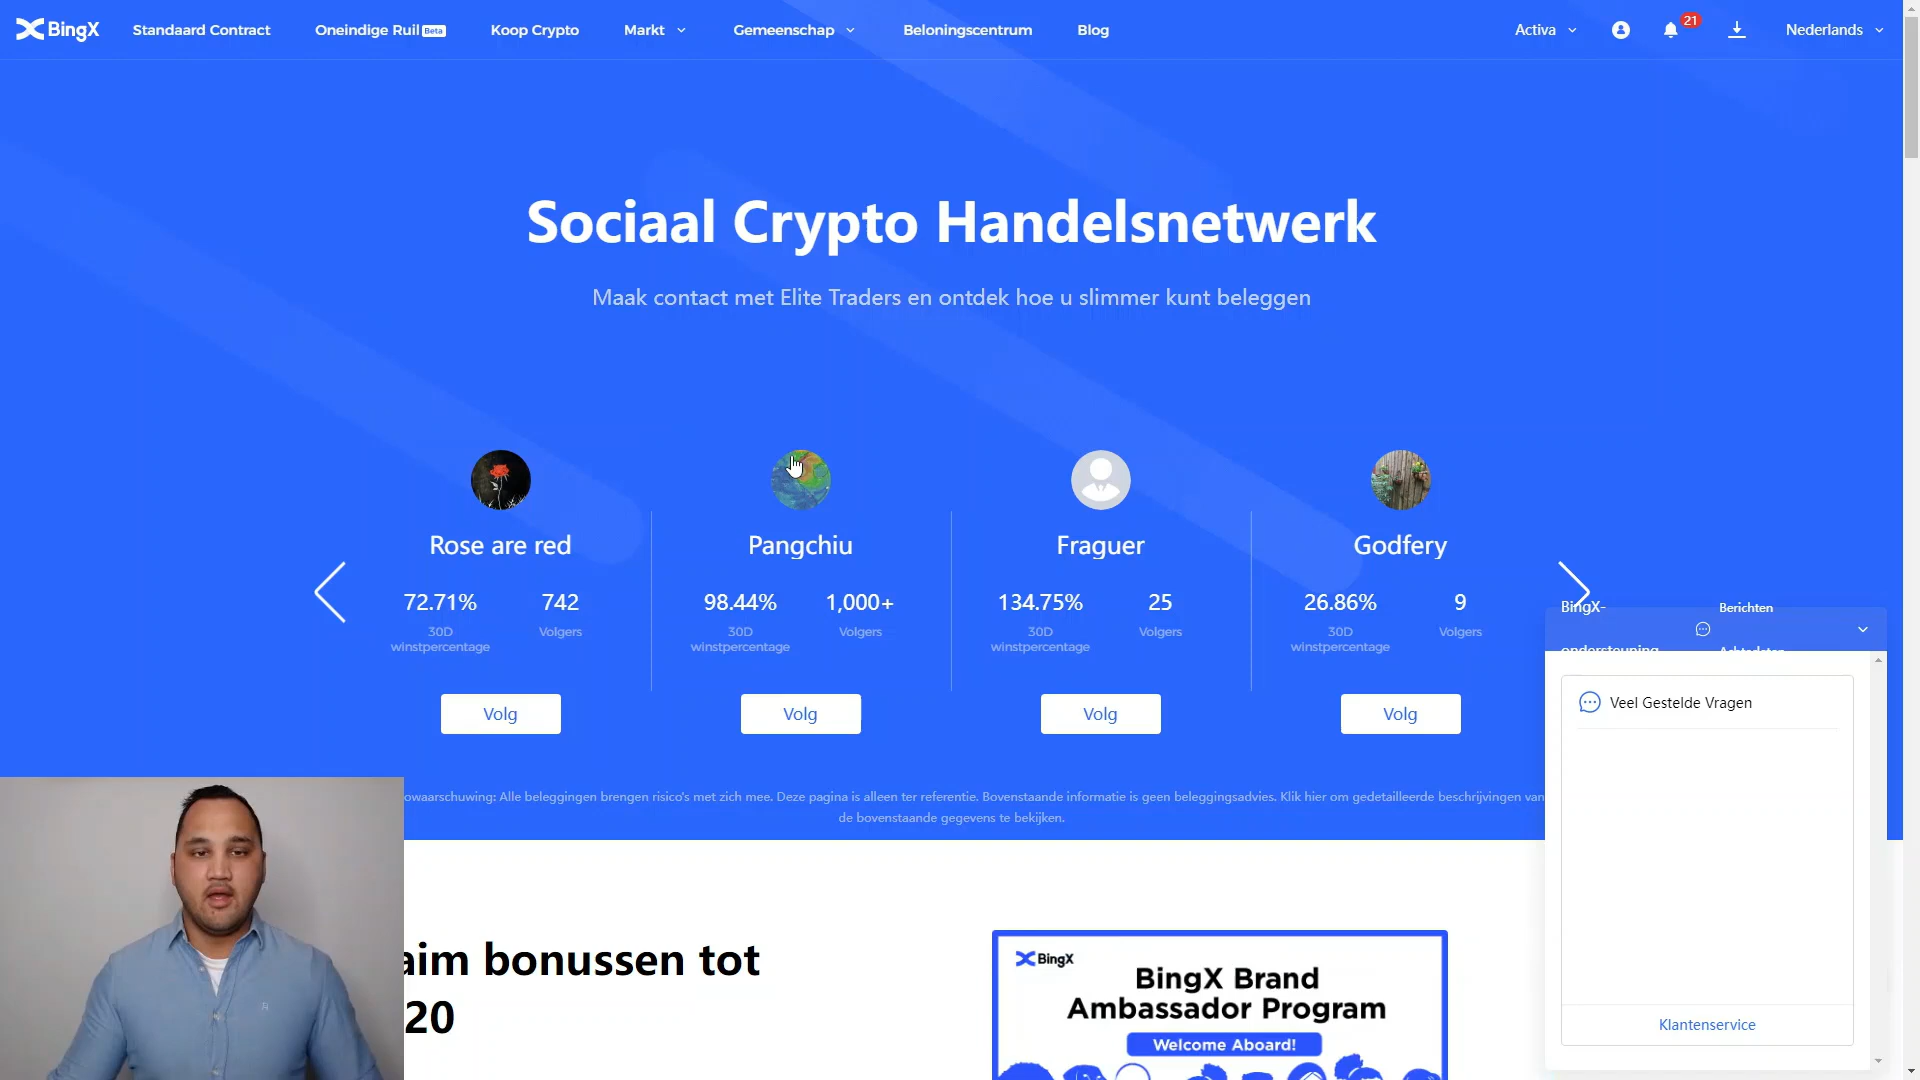 BingX
Standaard Contract
Oneindige Ruil Beta
Koop Crypto
Markt
Gemeenschap
Beloningscentrum
Blog
Activa
21
Nederlands
Sociaal Crypto Handelsnetwerk
Maak contact met Elite Traders en ontdek hoe u slimmer kunt beleggen
Rose are red
72.71%
742
30D
winstpercentage
Volgers
Volg
Pangchiu
98.44%
1,000+
30D
winstpercentage
Volgers
Volg
Fraguer
134.75%
25
30D
winstpercentage
Volgers
Volg
Godfery
26.86%
9
30D
winstpercentage
Volgers
Volg
owaarschuwing: Alle beleggingen brengen risico's met zich mee. Deze pagina is alleen ter referentie. Bovenstaande informatie is geen beleggingsadvies. Klik hier om gedetailleerde beschrijvingen van
de bovenstaande gegevens te bekijken.
BingX-
ondersteuning
Berichten
Veel Gestelde Vragen
Klantenservice
aim bonussen tot
20
BingX
BingX Brand
Ambassador Program
Welcome Aboard!